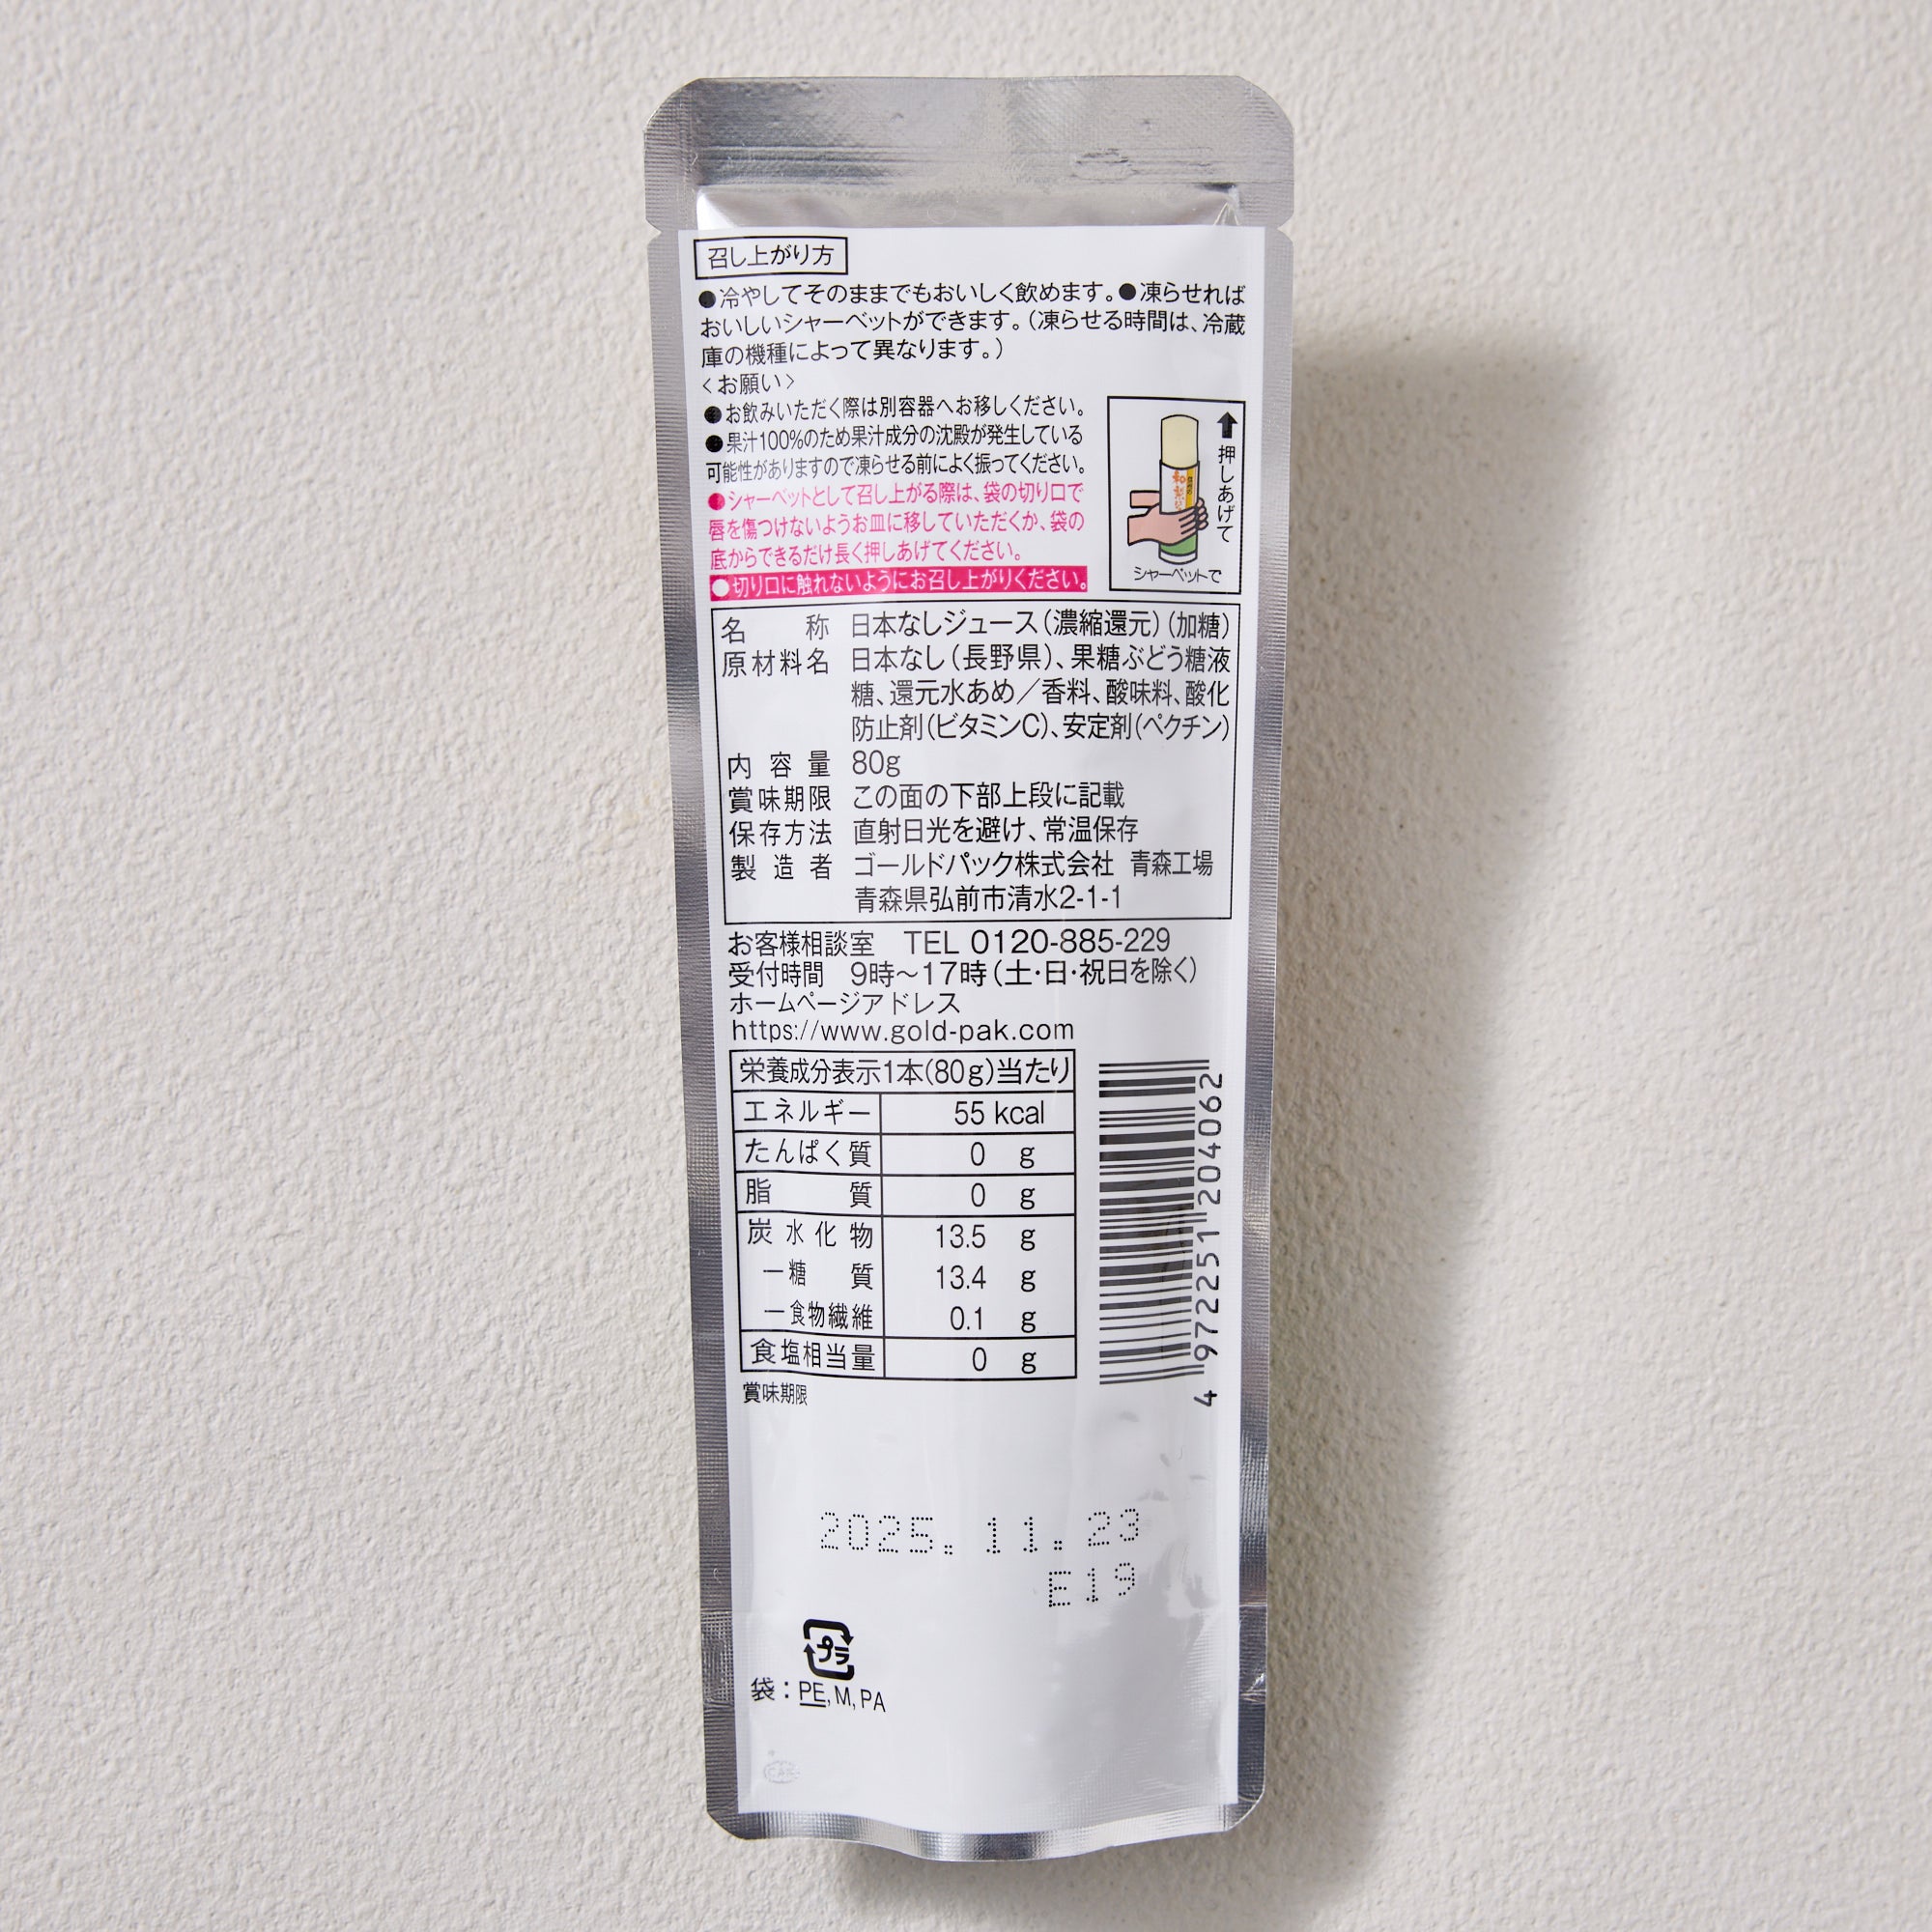 召し上がり方
●冷やしてそのままでもおいしく飲めます。●凍らせれば
おいしいシャーベットができます。(凍らせる時間は、冷蔵
庫の機種によって異なります。)
<お願い>
●お飲みいただく際は別容器へお移しください。
●果汁100%のため果汁成分の沈殿が発生している
可能性がありますので凍らせる前によく振ってください。
●シャーベットとして召し上がる際は、袋の切り口で
唇を傷つけないようお皿に移していただくか、袋の
底からできるだけ長く押しあげてください。
●切り口に触れないようにお召し上がりください。
押しあげて
シャーベットで
名称 日本なしジュース(濃縮還元)(加糖)
原材料名 日本なし(長野県)、果糖ぶどう糖液
糖、還元水あめ/香料、酸味料、酸化
防止剤(ビタミンC)、安定剤(ペクチン)
内容量 80g
賞味期限 この面の下部上段に記載
保存方法 直射日光を避け、常温保存
製造者 ゴールドパック株式会社 青森工場
青森県弘前市清水2-1-1
お客様相談室 TEL 0120-885-229
受付時間 9時〜17時(土・日・祝日を除く)
ホームページアドレス
https://www.gold-pak.com
栄養成分表示1本(80g)当たり
エネルギー 55 kcal
たんぱく質 0 g
脂質 0 g
炭水化物 13.5 g
ー糖質 13.4 g
ー食物繊維 0.1 g
食塩相当量 0 g
4 972251 204062
賞味期限
2025.11.23
E19
プラ
袋:PE,M,PA